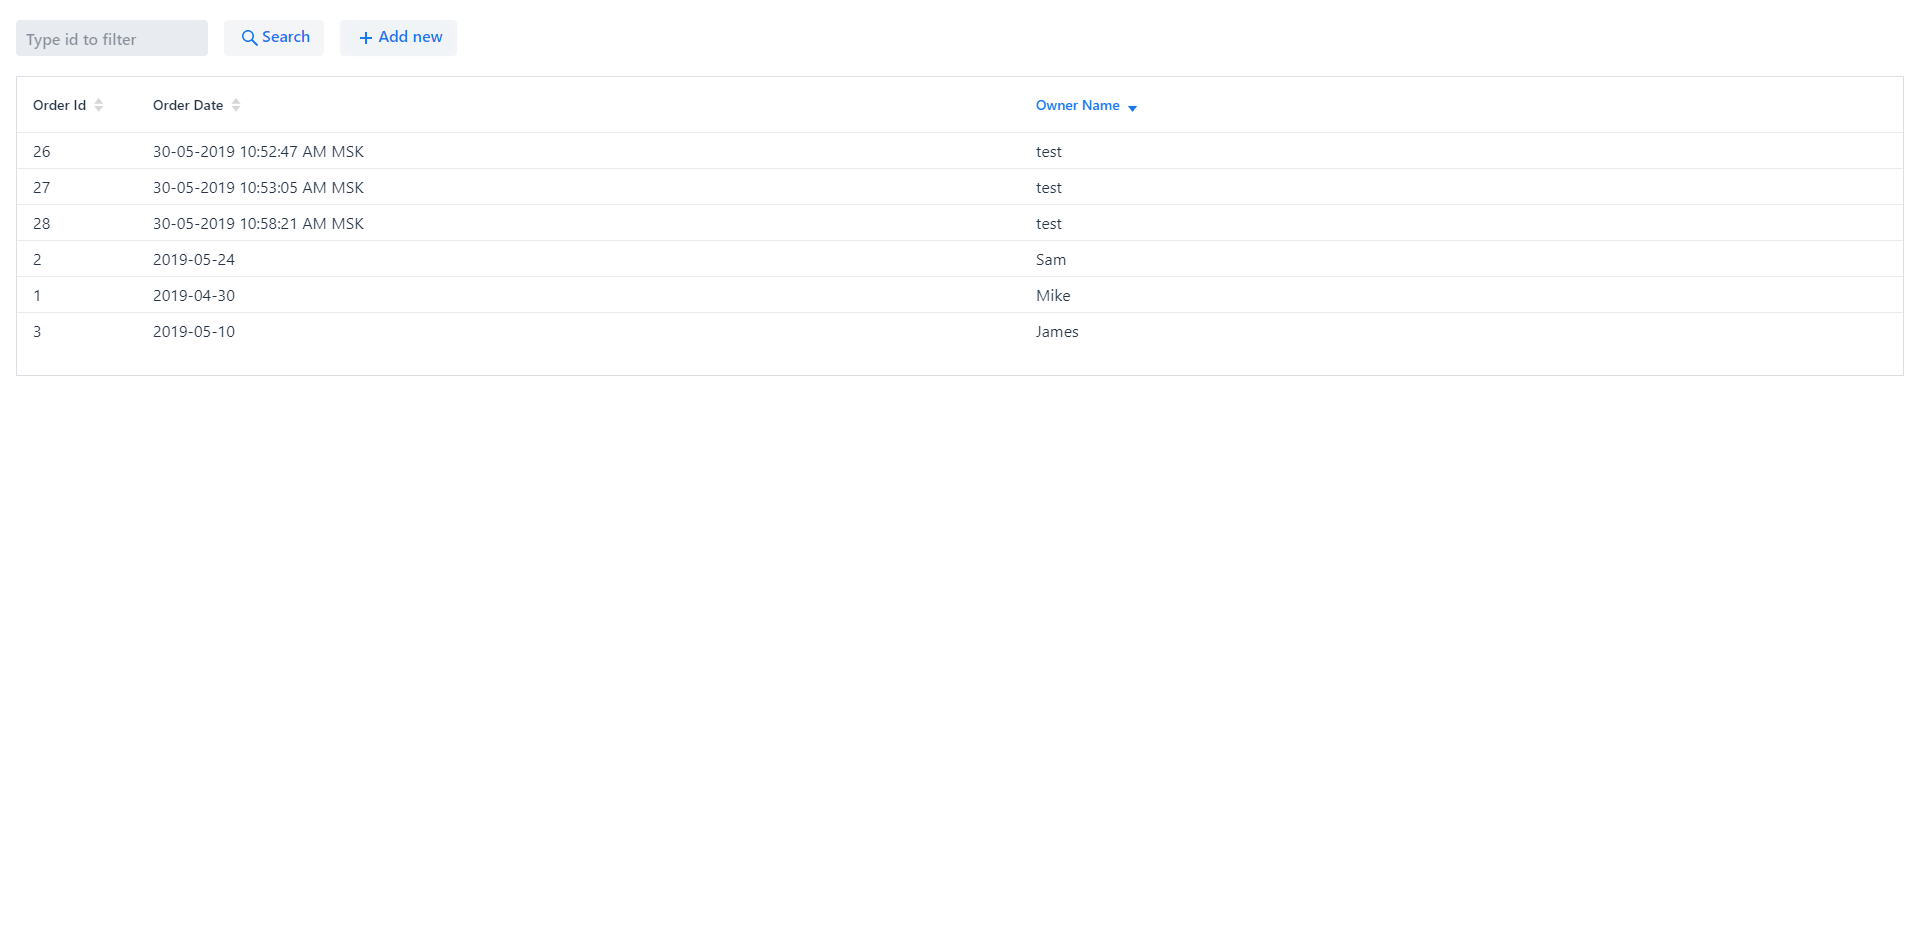 Type id to filter Search Add new
Order Id Order Date Owner Name
26 30-05-2019 10:52:47 AM MSK test
27 30-05-2019 10:53:05 AM MSK test
28 30-05-2019 10:58:21 AM MSK test
2 2019-05-24 Sam
1 2019-04-30 Mike
3 2019-05-10 James